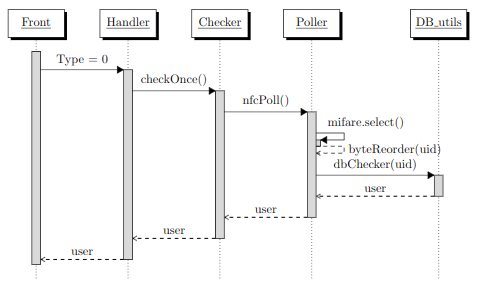 Front Handler Checker Poller DB_utils
Type = 0
checkOnce()
nfcPoll()
mifare.select()
byteReorder(uid)
dbChecker(uid)
user
user
user
user